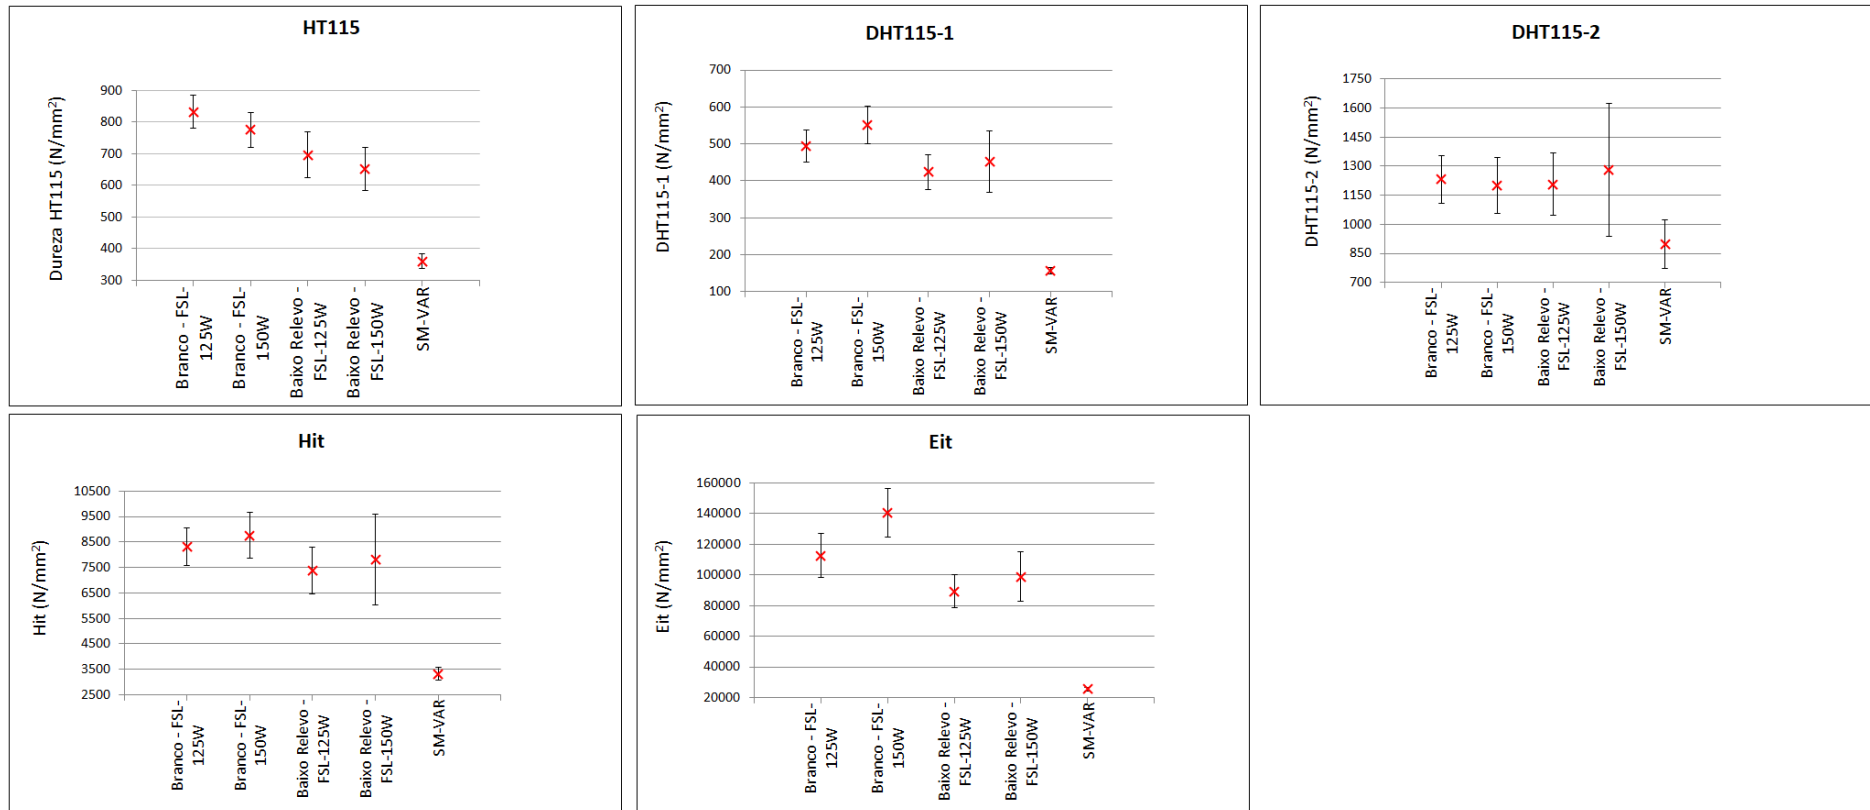 HT115
Dureza HT115 (N/mm²)
900
800
700
600
500
400
300
Branco - FSL-
125W
Branco - FSL-
150W
Baixo Relevo -
FSL-125W
Baixo Relevo -
FSL-150W
SM-VAR
DHT115-1
DHT115-1 (N/mm²)
700
600
500
400
300
200
100
Branco - FSL-
125W
Branco - FSL-
150W
Baixo Relevo -
FSL-125W
Baixo Relevo -
FSL-150W
SM-VAR
DHT115-2
DHT115-2 (N/mm²)
1750
1600
1450
1300
1150
1000
850
700
Branco - FSL-
125W
Branco - FSL-
150W
Baixo Relevo -
FSL-125W
Baixo Relevo -
FSL-150W
SM-VAR
Hit
Hit (N/mm²)
10500
9500
8500
7500
6500
5500
4500
3500
2500
Branco - FSL-
125W
Branco - FSL-
150W
Baixo Relevo -
FSL-125W
Baixo Relevo -
FSL-150W
SM-VAR
Eit
Eit (N/mm²)
160000
140000
120000
100000
80000
60000
40000
20000
Branco - FSL-
125W
Branco - FSL-
150W
Baixo Relevo -
FSL-125W
Baixo Relevo -
FSL-150W
SM-VAR